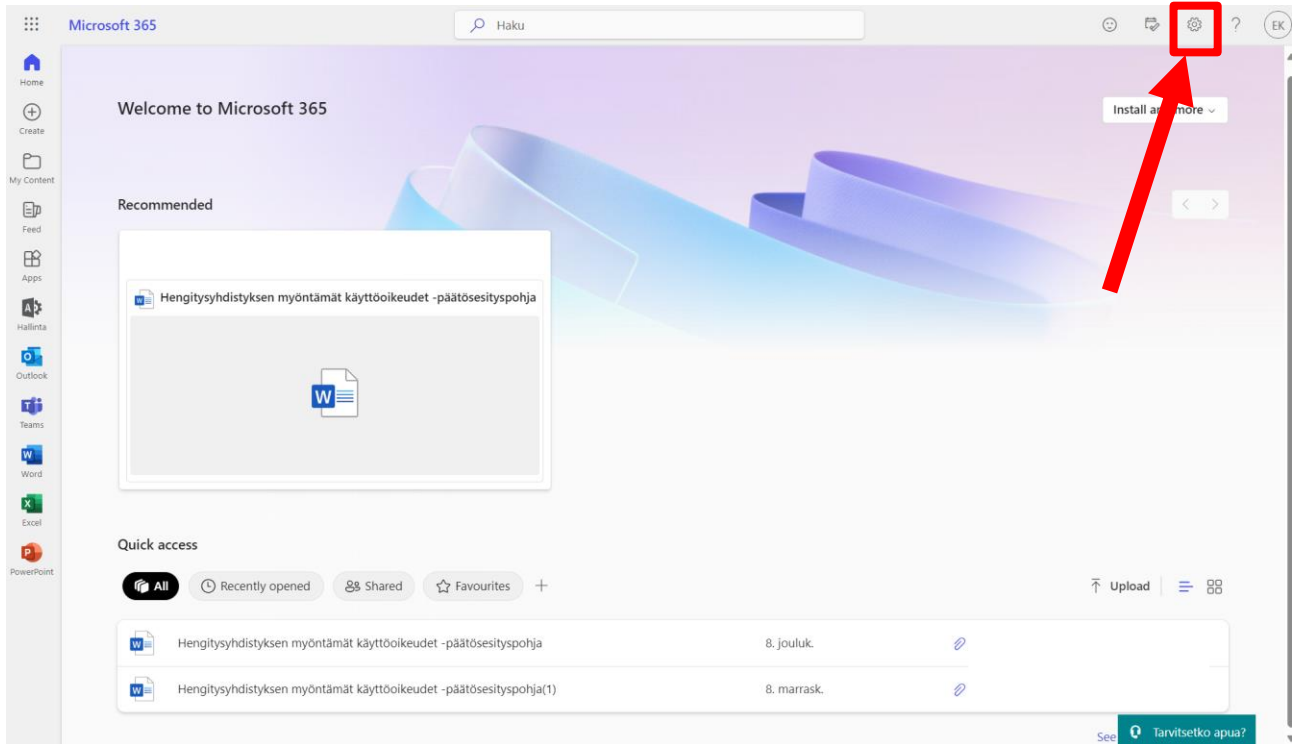 Microsoft 365
Haku
?
EK
Home
Create
My Content
Feed
Apps
A
Hallinta
Outlook
Teams
Word
Excel
PowerPoint
Welcome to Microsoft 365
Install and more
Recommended
Hengitysyhdistyksen myöntämät käyttöoikeudet -päätösesityspohja
W
Quick access
All
Recently opened
Shared
Favourites
Upload
Hengitysyhdistyksen myöntämät käyttöoikeudet -päätösesityspohja 8. jouluk.
Hengitysyhdistyksen myöntämät käyttöoikeudet -päätösesityspohja(1) 8. marrask.
See
Tarvitsetko apua?